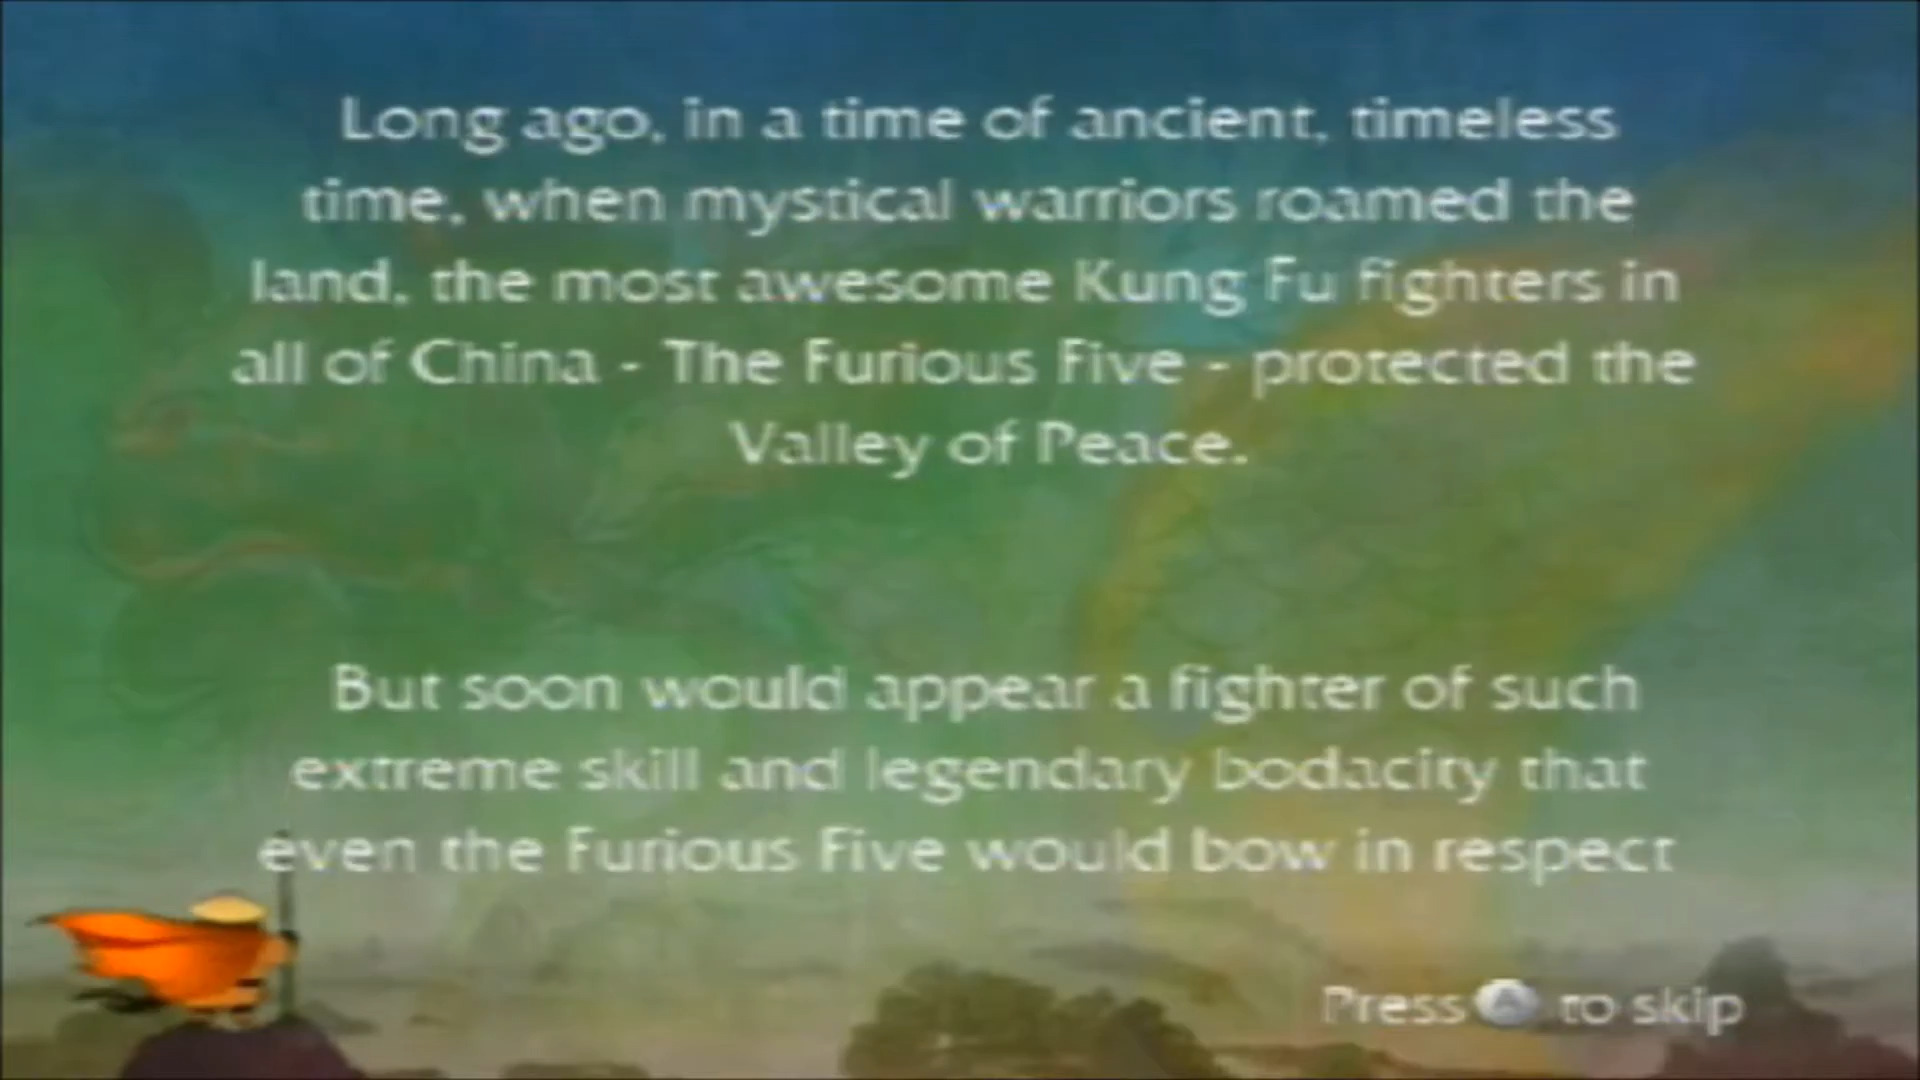 Long ago, in a time of ancient, timeless
time, when mystical warriors roamed the
land, the most awesome Kung Fu fighters in
all of China - The Furious Five - protected the
Valley of Peace.
But soon would appear a fighter of such
extreme skill and legendary bodacity that
even the Furious Five would bow in respect
Press A to skip